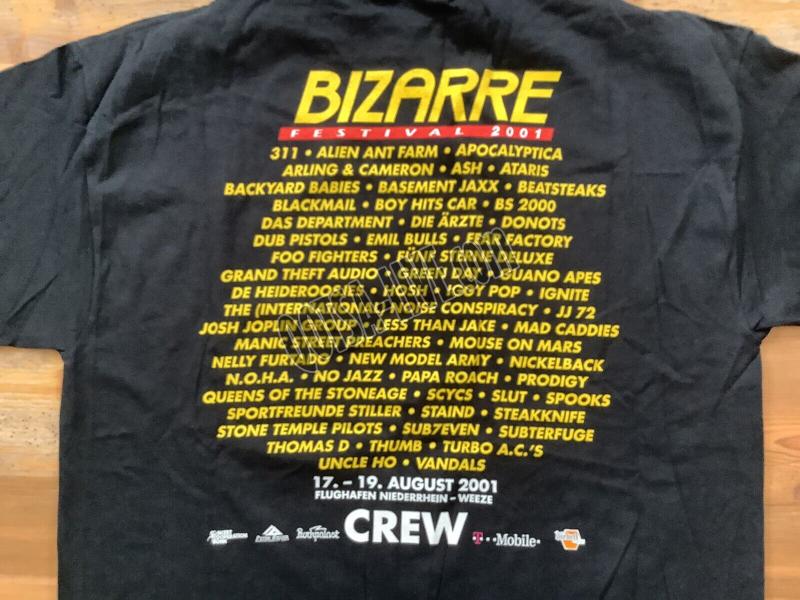 BIZARRE
FESTIVAL 2001
311 • ALIEN ANT FARM • APOCALYPTICA
ARLING & CAMERON • ASH • ATARIS
BACKYARD BABIES • BASEMENT JAXX • BEATSTEAKS
BLACKMAIL • BOY HITS CAR • BS 2000
DAS DEPARTMENT • DIE ÄRZTE • DONOTS
DUB PISTOLS • EMIL BULLS • FEAR FACTORY
FOO FIGHTERS • FÜNF STERNE DELUXE
GRAND THEFT AUDIO • GREEN DAY • GUANO APES
DE HEIDEROOSJES • HOSH • IGGY POP • IGNITE
THE (INTERNATIONAL) NOISE CONSPIRACY • JJ 72
JOSH JOPLIN GROUP • LESS THAN JAKE • MAD CADDIES
MANIC STREET PREACHERS • MOUSE ON MARS
NELLY FURTADO • NEW MODEL ARMY • NICKELBACK
N.O.H.A. • NO JAZZ • PAPA ROACH • PRODIGY
QUEENS OF THE STONEAGE • SCYCS • SLUT • SPOOKS
SPORTFREUNDE STILLER • STAIND • STEAKKNIFE
STONE TEMPLE PILOTS • SUB7EVEN • SUBTERFUGE
THOMAS D • THUMB • TURBO A.C.'S
UNCLE HO • VANDALS
17. – 19. AUGUST 2001
FLUGHAFEN NIEDERRHEIN – WEEZE
Rockpalast CREW T··Mobile·